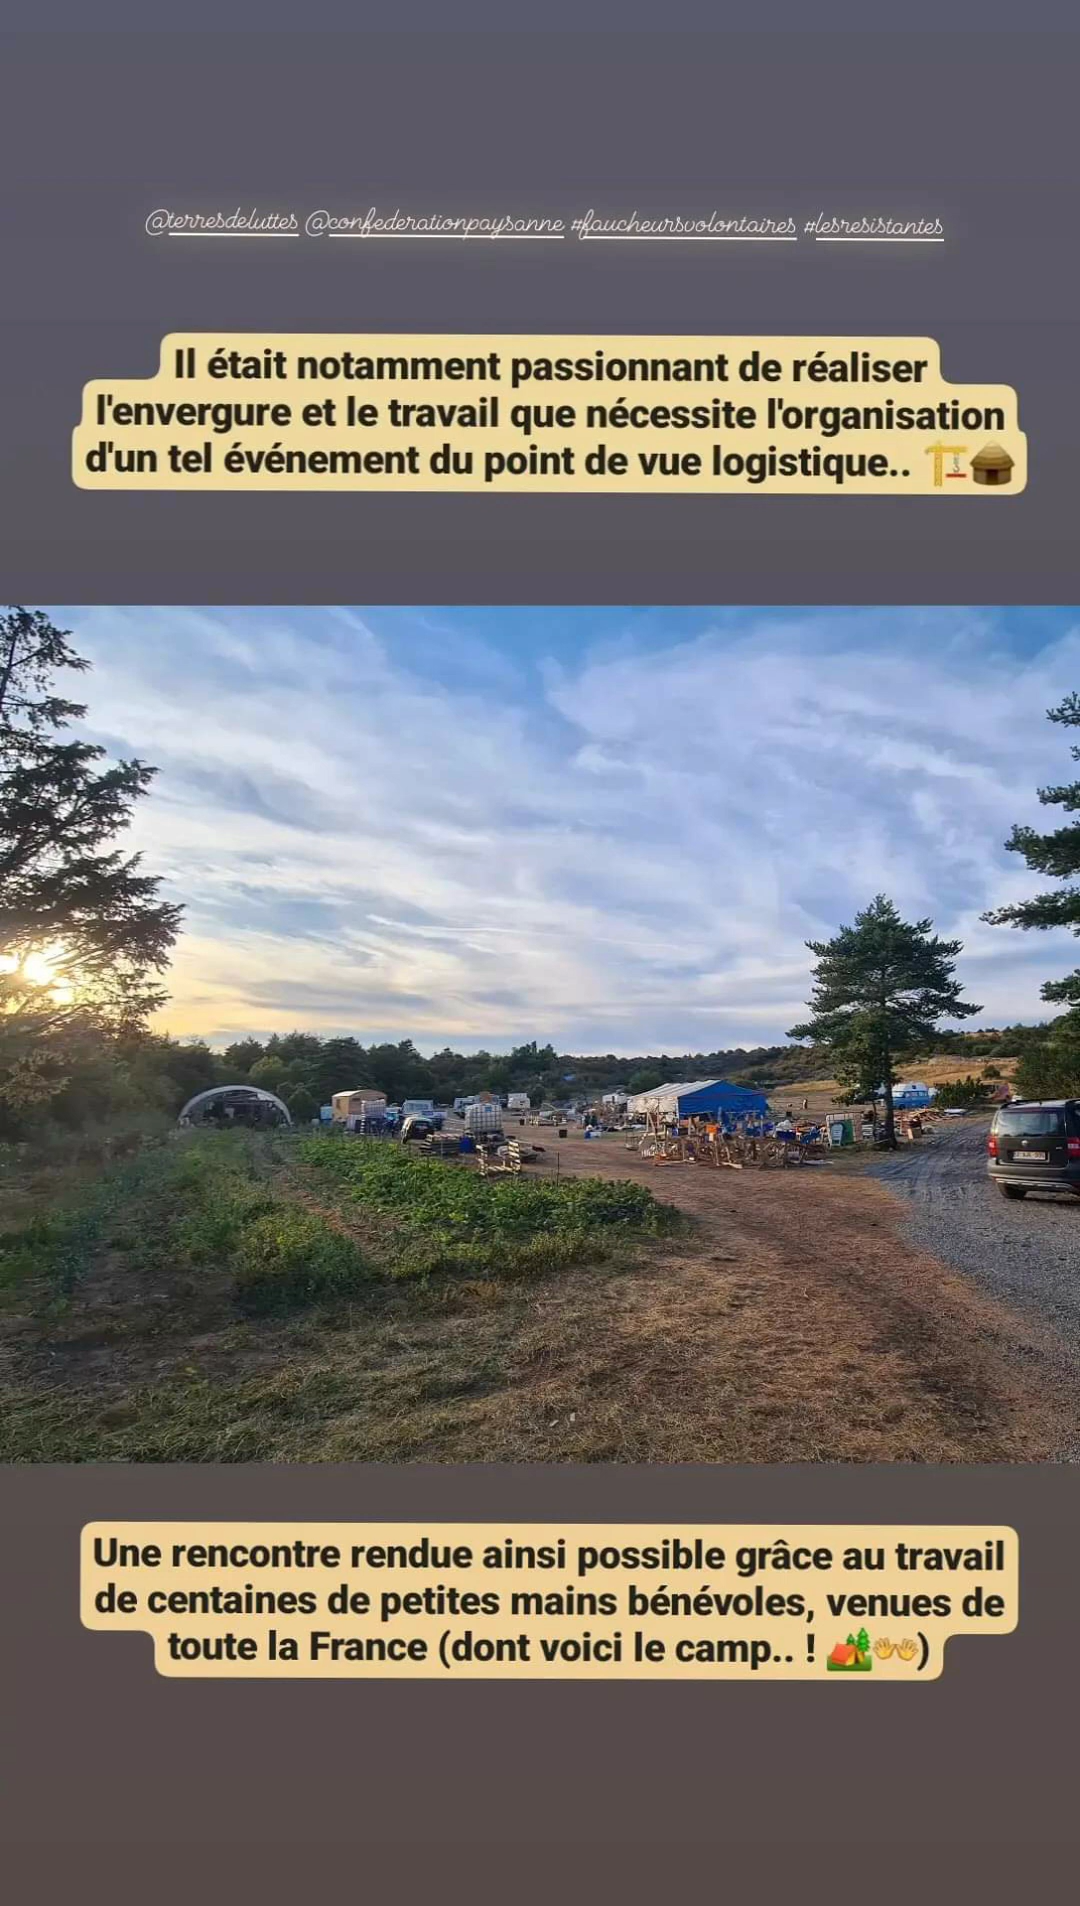 @terresdeluttes @confederationpaysanne #faucheursvolontaires #lesresistantes
Il était notamment passionnant de réaliser
l'envergure et le travail que nécessite l'organisation
d'un tel événement du point de vue logistique.. 🏗️🛖
Une rencontre rendue ainsi possible grâce au travail
de centaines de petites mains bénévoles, venues de
toute la France (dont voici le camp.. ! 🏕️👐)